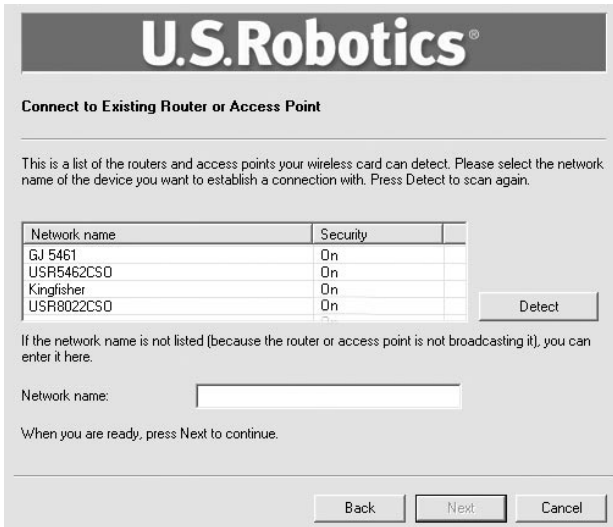 U.S.Robotics®
Connect to Existing Router or Access Point
This is a list of the routers and access points your wireless card can detect. Please select the network
name of the device you want to establish a connection with. Press Detect to scan again.
Network name Security
GJ 5461 On
USR5462CSO On
Kingfisher On
USR8022CSO On
Detect
If the network name is not listed (because the router or access point is not broadcasting it), you can
enter it here.
Network name:
When you are ready, press Next to continue.
Back Next Cancel